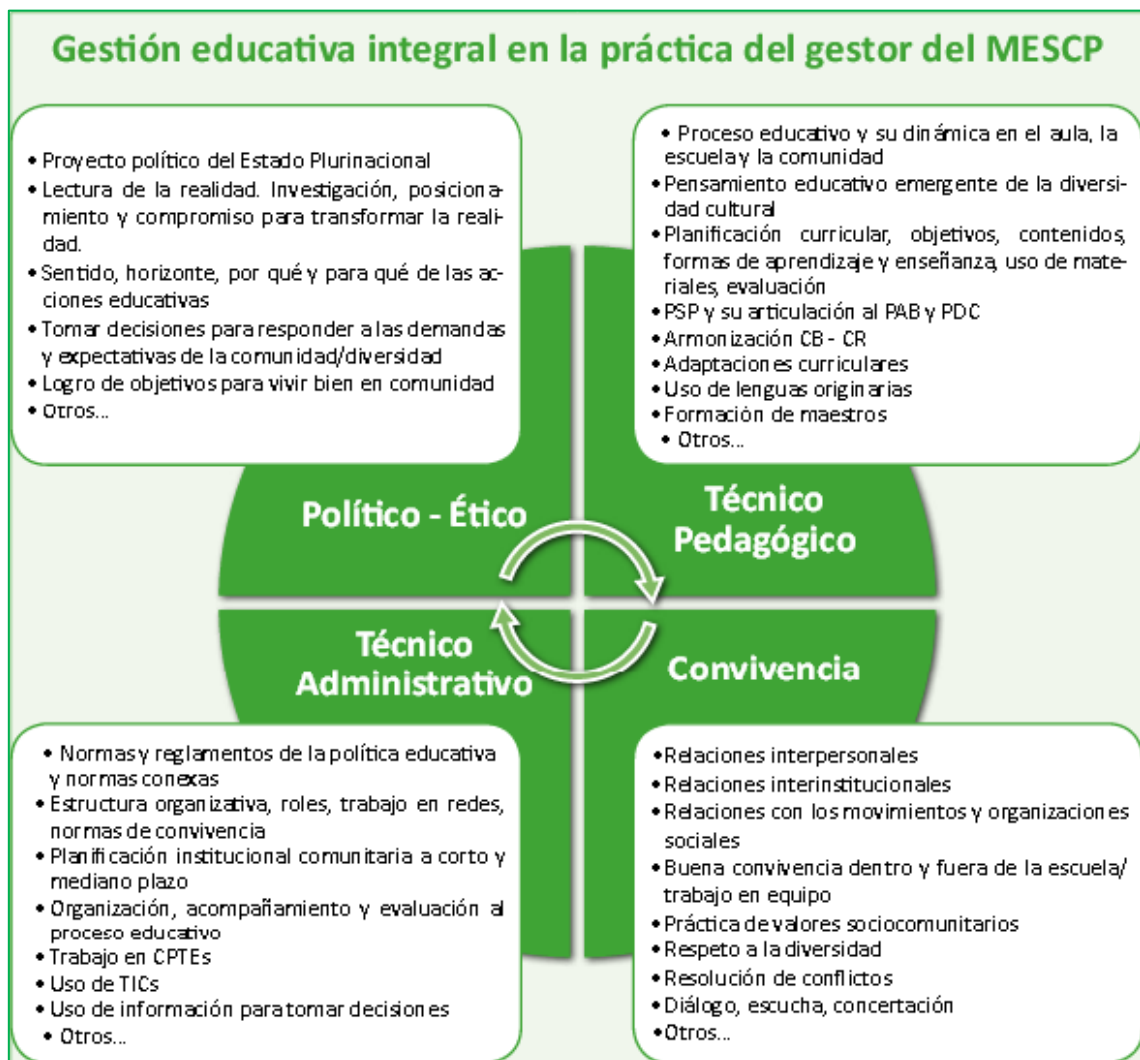 Gestión educativa integral en la práctica del gestor del MESCP
• Proyecto político del Estado Plurinacional
• Lectura de la realidad. Investigación, posiciona-
miento y compromiso para transformar la reali-
dad.
• Sentido, horizonte, por qué y para qué de las ac-
ciones educativas
• Tomar decisiones para responder a las demandas
y expectativas de la comunidad/diversidad
• Logro de objetivos para vivir bien en comunidad
• Otros...
• Proceso educativo y su dinámica en el aula, la
escuela y la comunidad
• Pensamiento educativo emergente de la diversi-
dad cultural
• Planificación curricular, objetivos, contenidos,
formas de aprendizaje y enseñanza, uso de mate-
riales, evaluación
• PSP y su articulación al PAB y PDC
• Armonización CB - CR
• Adaptaciones curriculares
• Uso de lenguas originarias
• Formación de maestros
• Otros...
Político - Ético
Técnico
Pedagógico
Técnico
Administrativo
Convivencia
• Normas y reglamentos de la política educativa
y normas conexas
• Estructura organizativa, roles, trabajo en redes,
normas de convivencia
• Planificación institucional comunitaria a corto y
mediano plazo
• Organización, acompañamiento y evaluación al
proceso educativo
• Trabajo en CPTEs
• Uso de TICs
• Uso de información para tomar decisiones
• Otros...
• Relaciones interpersonales
• Relaciones interinstitucionales
• Relaciones con los movimientos y organizaciones
sociales
• Buena convivencia dentro y fuera de la escuela/
trabajo en equipo
• Práctica de valores sociocomunitarios
• Respeto a la diversidad
• Resolución de conflictos
• Diálogo, escucha, concertación
• Otros...